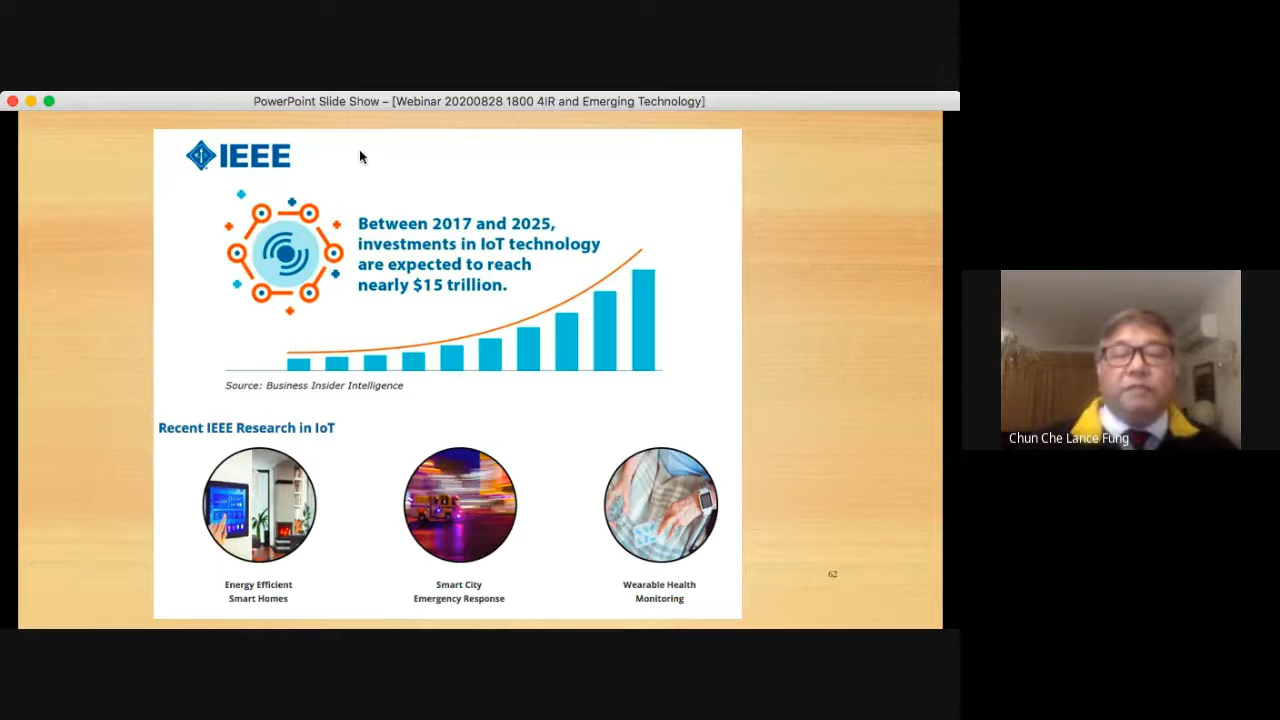 PowerPoint Slide Show – [Webinar 20200828 1800 4IR and Emerging Technology]
IEEE
Between 2017 and 2025,
investments in IoT technology
are expected to reach
nearly $15 trillion.
Source: Business Insider Intelligence
Recent IEEE Research in IoT
Energy Efficient
Smart Homes
Smart City
Emergency Response
Wearable Health
Monitoring
62
Chun Che Lance Fung